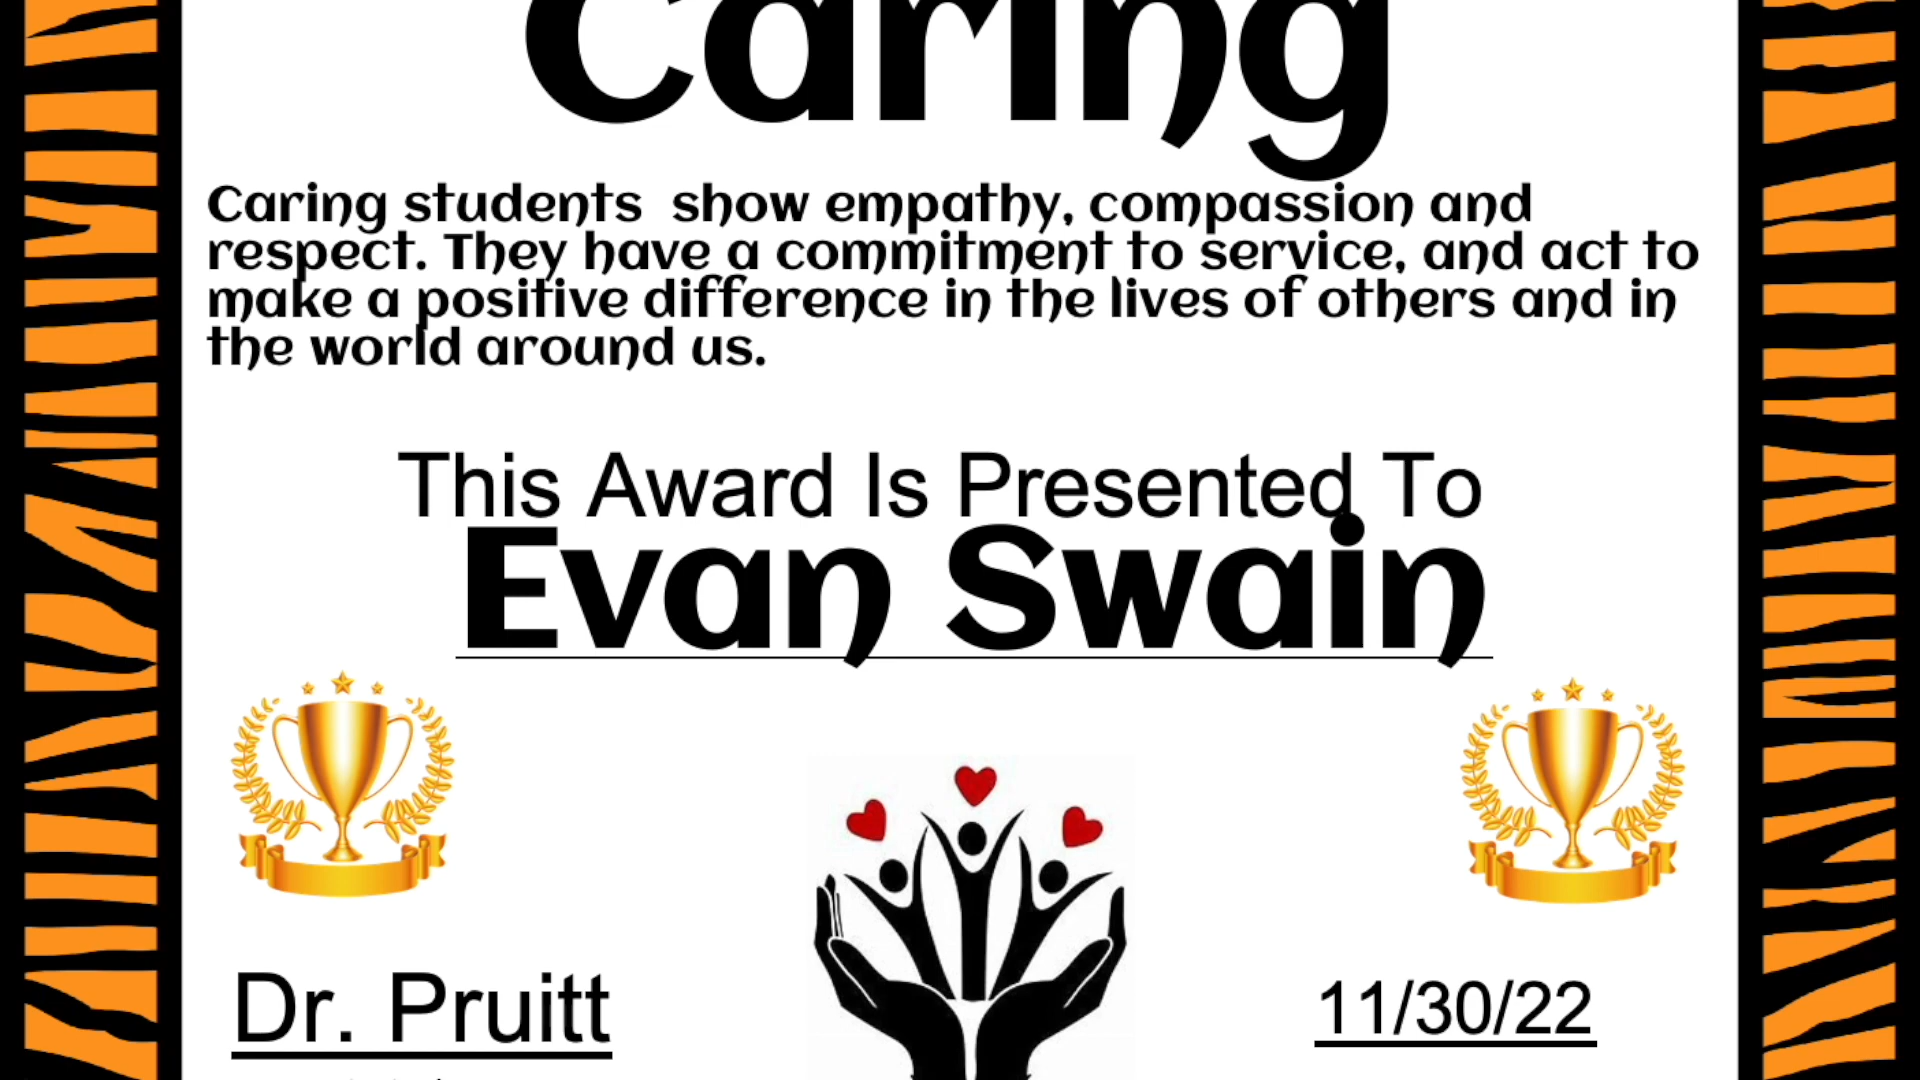 Caring
Caring students  show empathy, compassion and
respect. They have a commitment to service, and act to
make a positive difference in the lives of others and in
the world around us.
This Award Is Presented To
Evan Swain
Dr. Pruitt
11/30/22